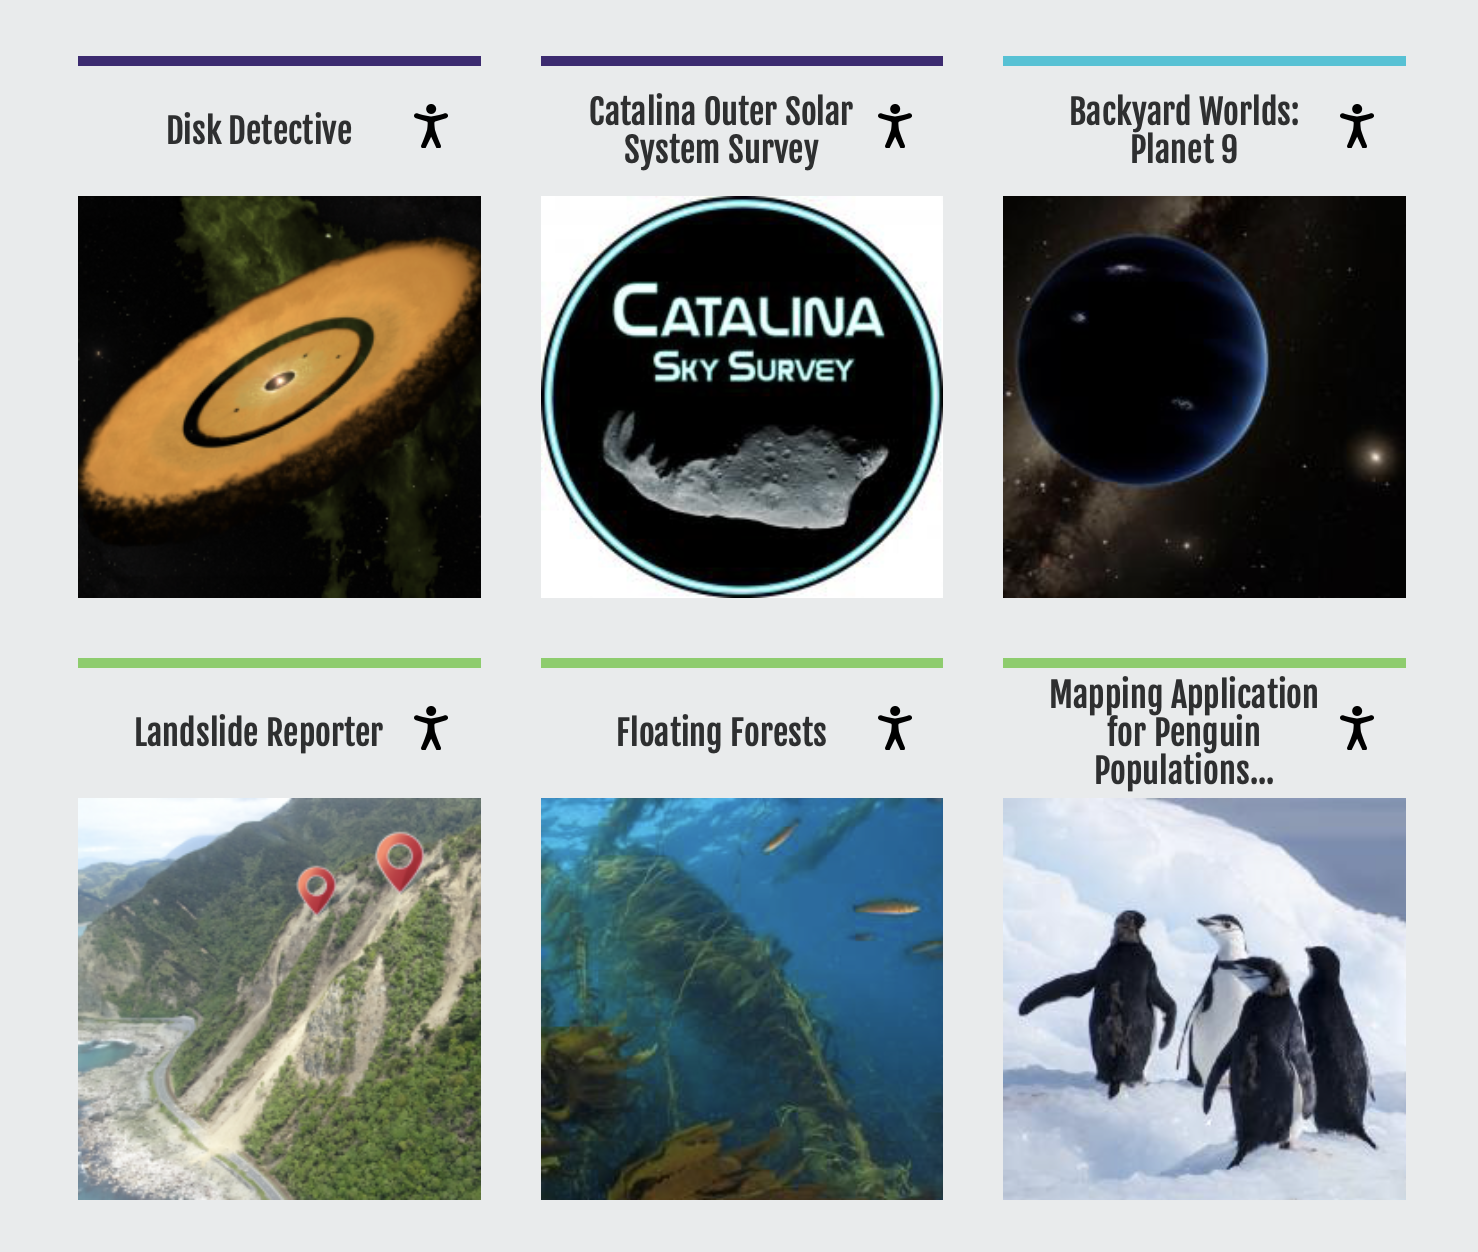 Disk Detective
Catalina Outer Solar
System Survey
Backyard Worlds:
Planet 9
CATALINA
SKY SURVEY
Landslide Reporter
Floating Forests
Mapping Application
for Penguin
Populations...